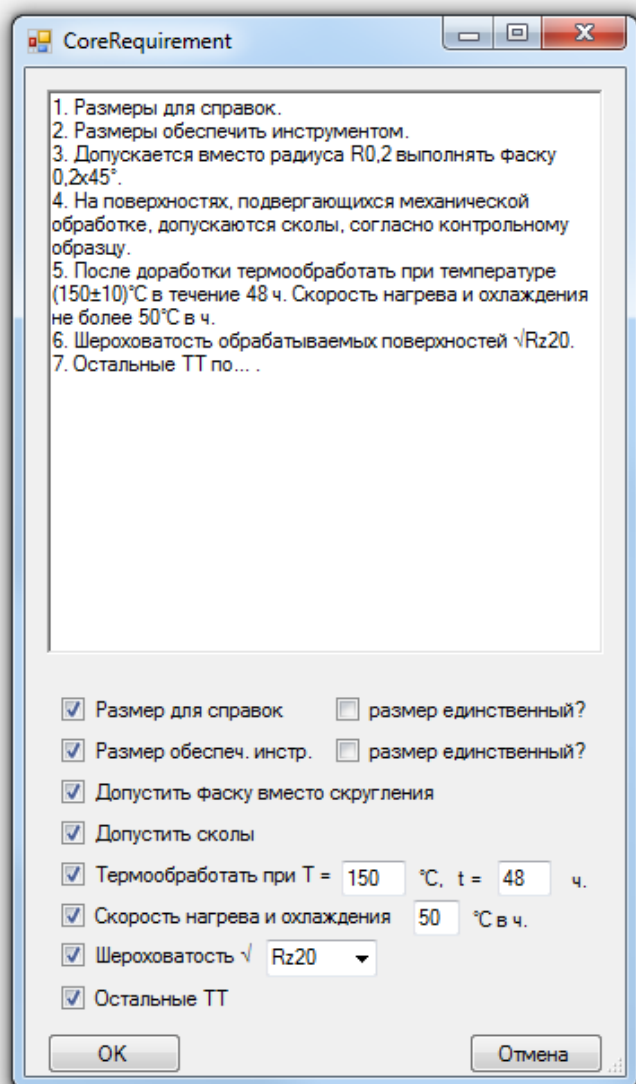 CoreRequirement
1. Размеры для справок.
2. Размеры обеспечить инструментом.
3. Допускается вместо радиуса R0,2 выполнять фаску
0,2x45°.
4. На поверхностях, подвергающихся механической
обработке, допускаются сколы, согласно контрольному
образцу.
5. После доработки термообработать при температуре
(150±10)°C в течение 48 ч. Скорость нагрева и охлаждения
не более 50°C в ч.
6. Шероховатость обрабатываемых поверхностей √Rz20.
7. Остальные ТТ по... .
Размер для справок размер единственный?
Размер обеспеч. инстр. размер единственный?
Допустить фаску вместо скругления
Допустить сколы
Термообработать при T = 150 °C, t = 48 ч.
Скорость нагрева и охлаждения 50 °C в ч.
Шероховатость √ Rz20
Остальные ТТ
OK Отмена